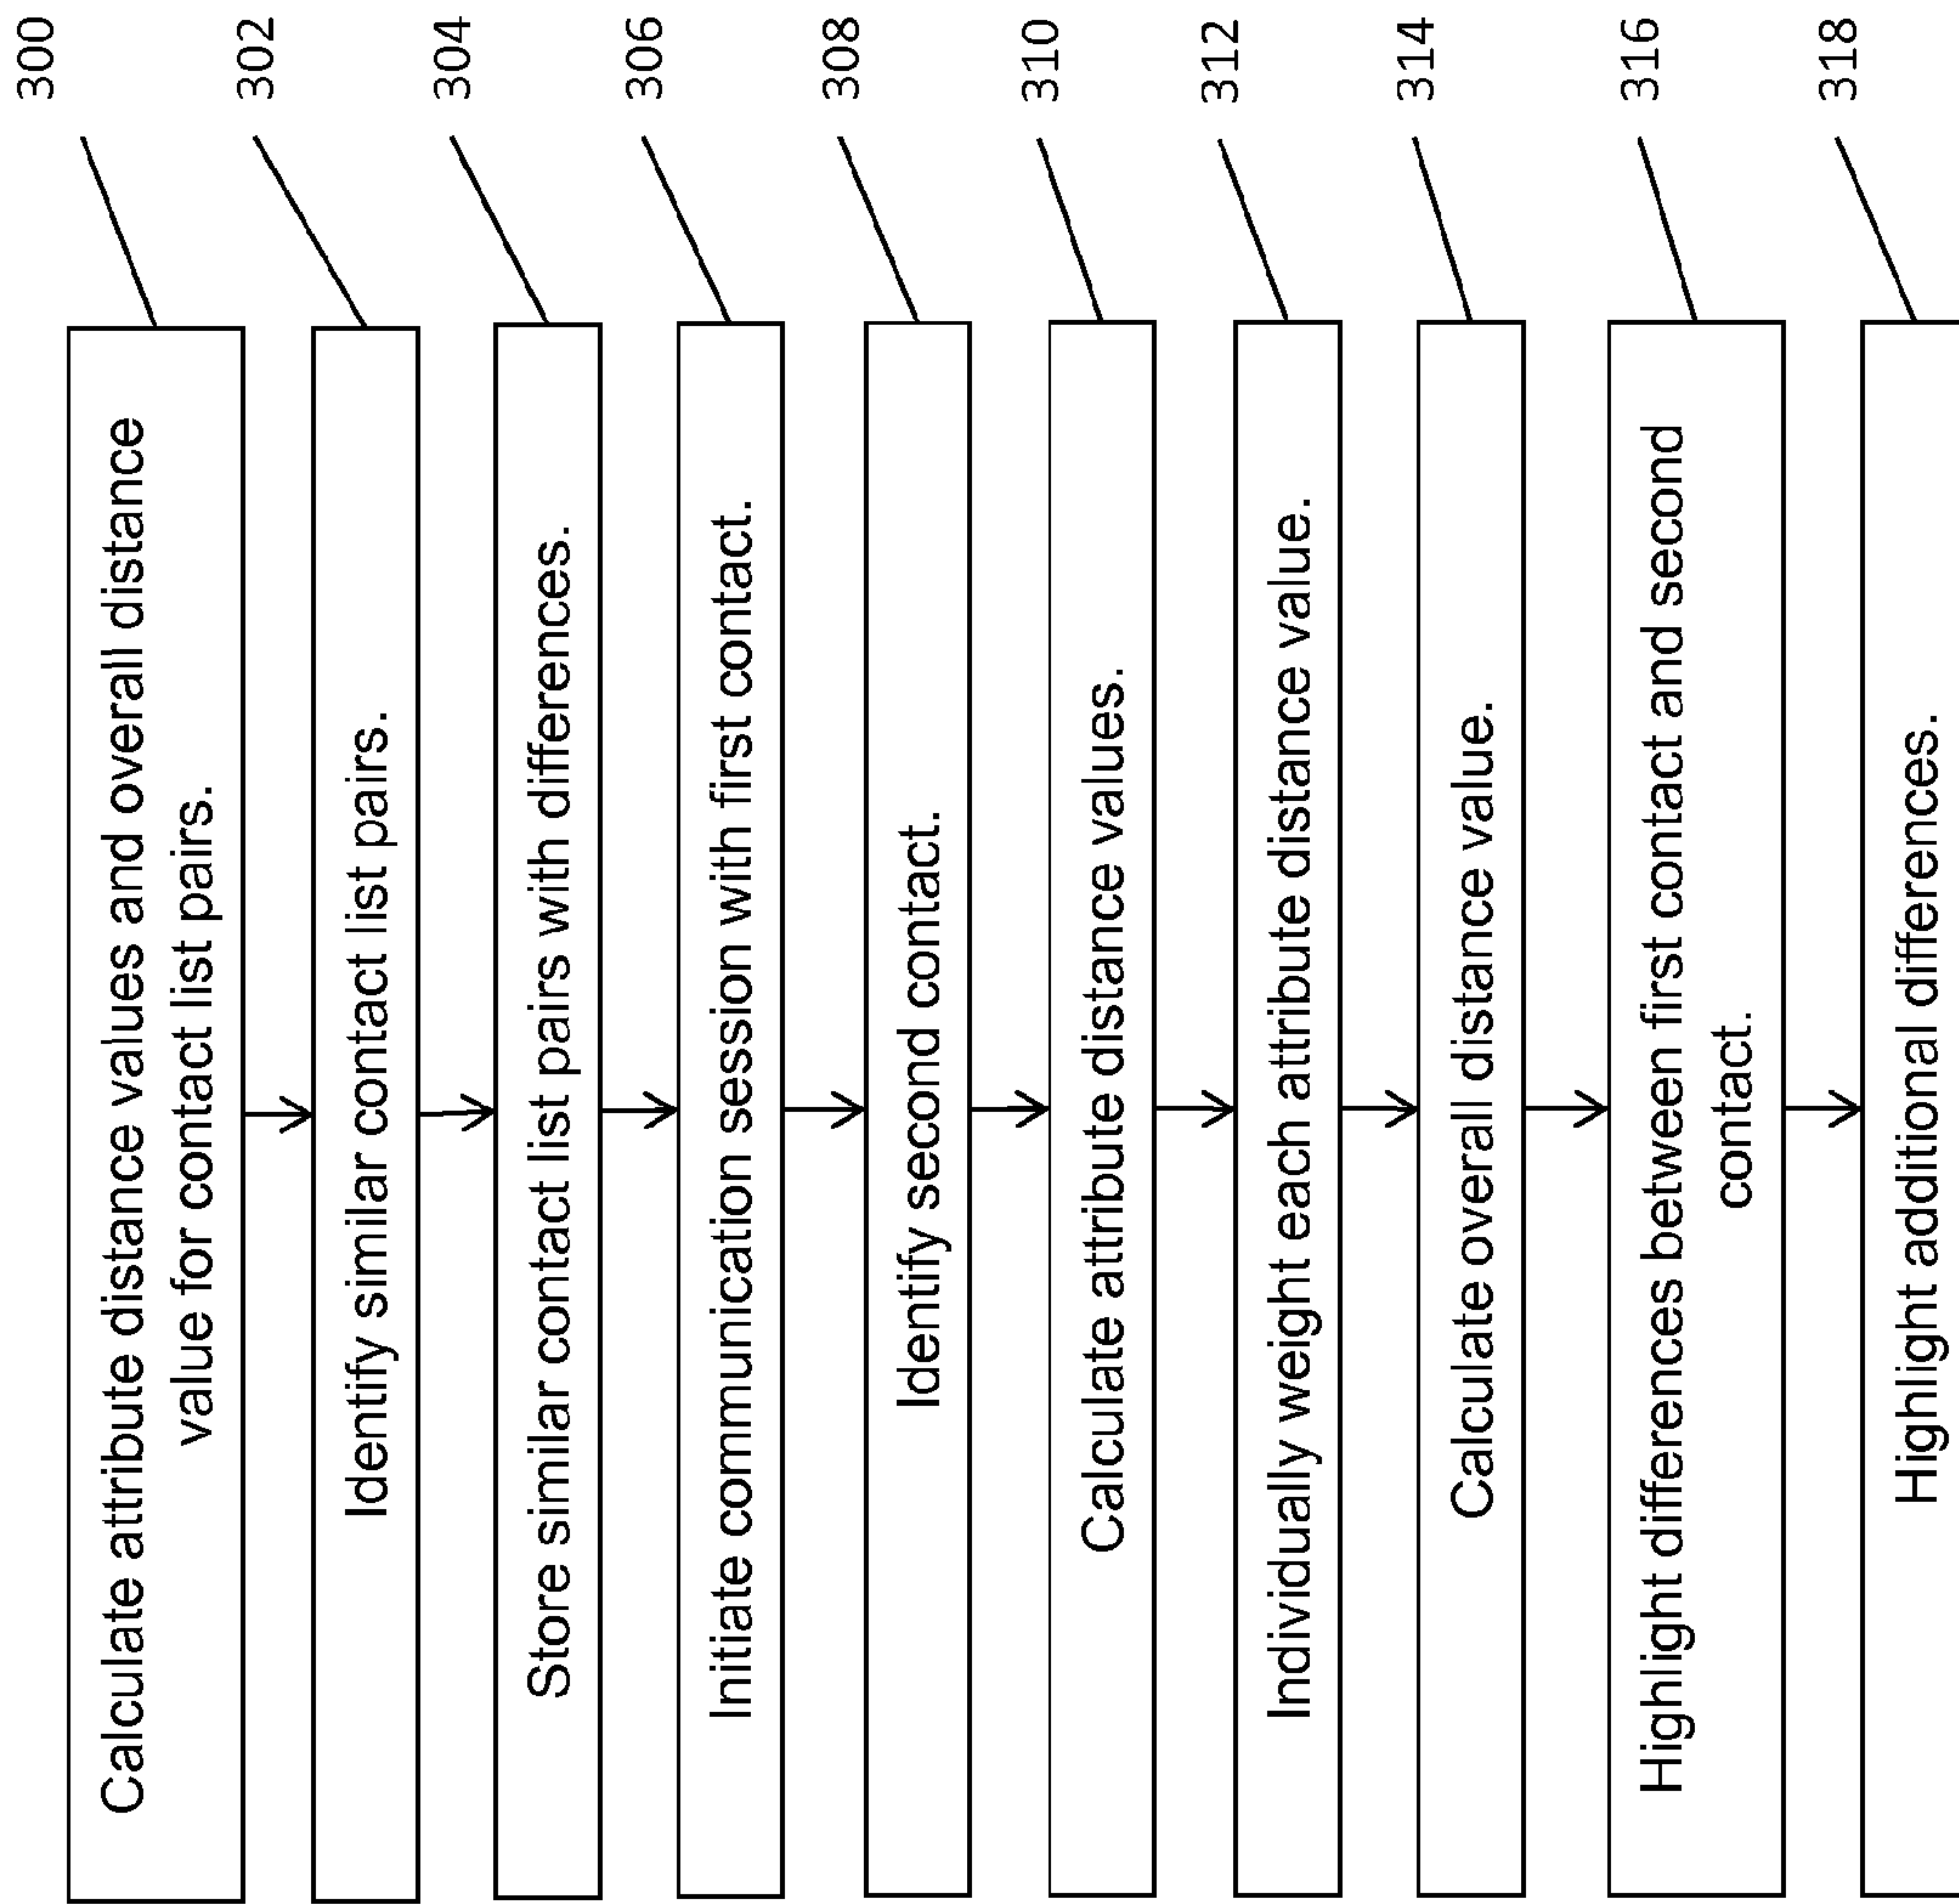 300
Calculate attribute distance values and overall distance
value for contact list pairs.
302
Identify similar contact list pairs.
304
Store similar contact list pairs with differences.
306
Initiate communication session with first contact.
308
Identify second contact.
310
Calculate attribute distance values.
312
Individually weight each attribute distance value.
314
Calculate overall distance value.
316
Highlight differences between first contact and second
contact.
318
Highlight additional differences.